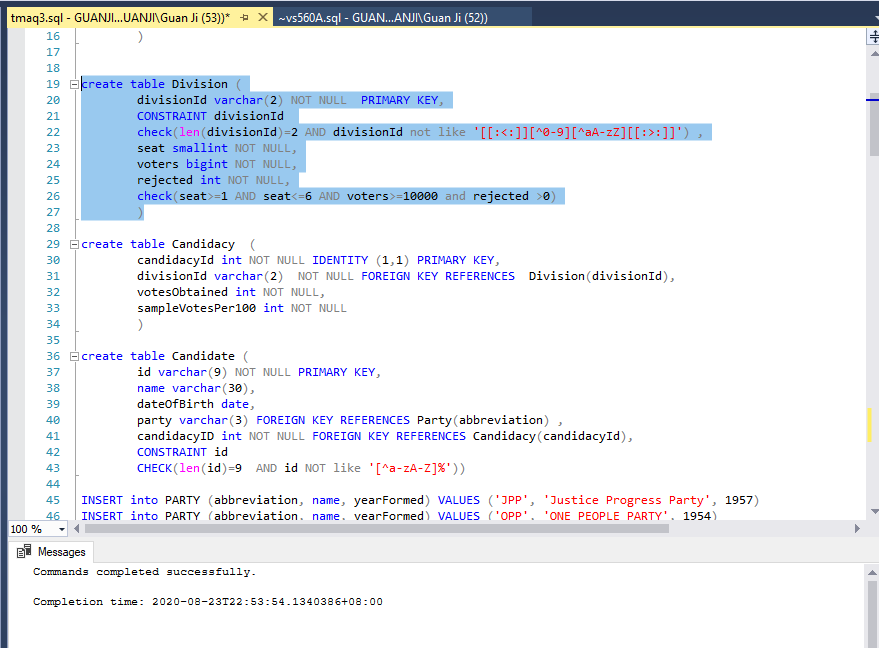 tmaq3.sql - GUANJI...UANJI\Guan Ji (53))* ~vs560A.sql - GUAN...ANJI\Guan Ji (52))
16 )
17
18
19 create table Division (
20 divisionId varchar(2) NOT NULL  PRIMARY KEY,
21 CONSTRAINT divisionId
22 check(len(divisionId)=2 AND divisionId not like '[[:<:]][^0-9][^aA-zZ][[:>:]]') ,
23 seat smallint NOT NULL,
24 voters bigint NOT NULL,
25 rejected int NOT NULL,
26 check(seat>=1 AND seat<=6 AND voters>=10000 and rejected >0)
27 )
28
29 create table Candidacy  (
30 candidacyId int NOT NULL IDENTITY (1,1) PRIMARY KEY,
31 divisionId varchar(2)  NOT NULL FOREIGN KEY REFERENCES  Division(divisionId),
32 votesObtained int NOT NULL,
33 sampleVotesPer100 int NOT NULL
34 )
35
36 create table Candidate (
37 id varchar(9) NOT NULL PRIMARY KEY,
38 name varchar(30),
39 dateOfBirth date,
40 party varchar(3) FOREIGN KEY REFERENCES Party(abbreviation) ,
41 candidacyID int NOT NULL FOREIGN KEY REFERENCES Candidacy(candidacyId),
42 CONSTRAINT id
43 CHECK(len(id)=9  AND id NOT like '[^a-zA-Z]%'))
44
45 INSERT into PARTY (abbreviation, name, yearFormed) VALUES ('JPP', 'Justice Progress Party', 1957)
46 INSERT into PARTY (abbreviation, name, yearFormed) VALUES ('OPP', 'ONE PEOPLE PARTY', 1954)
100 %
Messages
Commands completed successfully.
Completion time: 2020-08-23T22:53:54.1340386+08:00